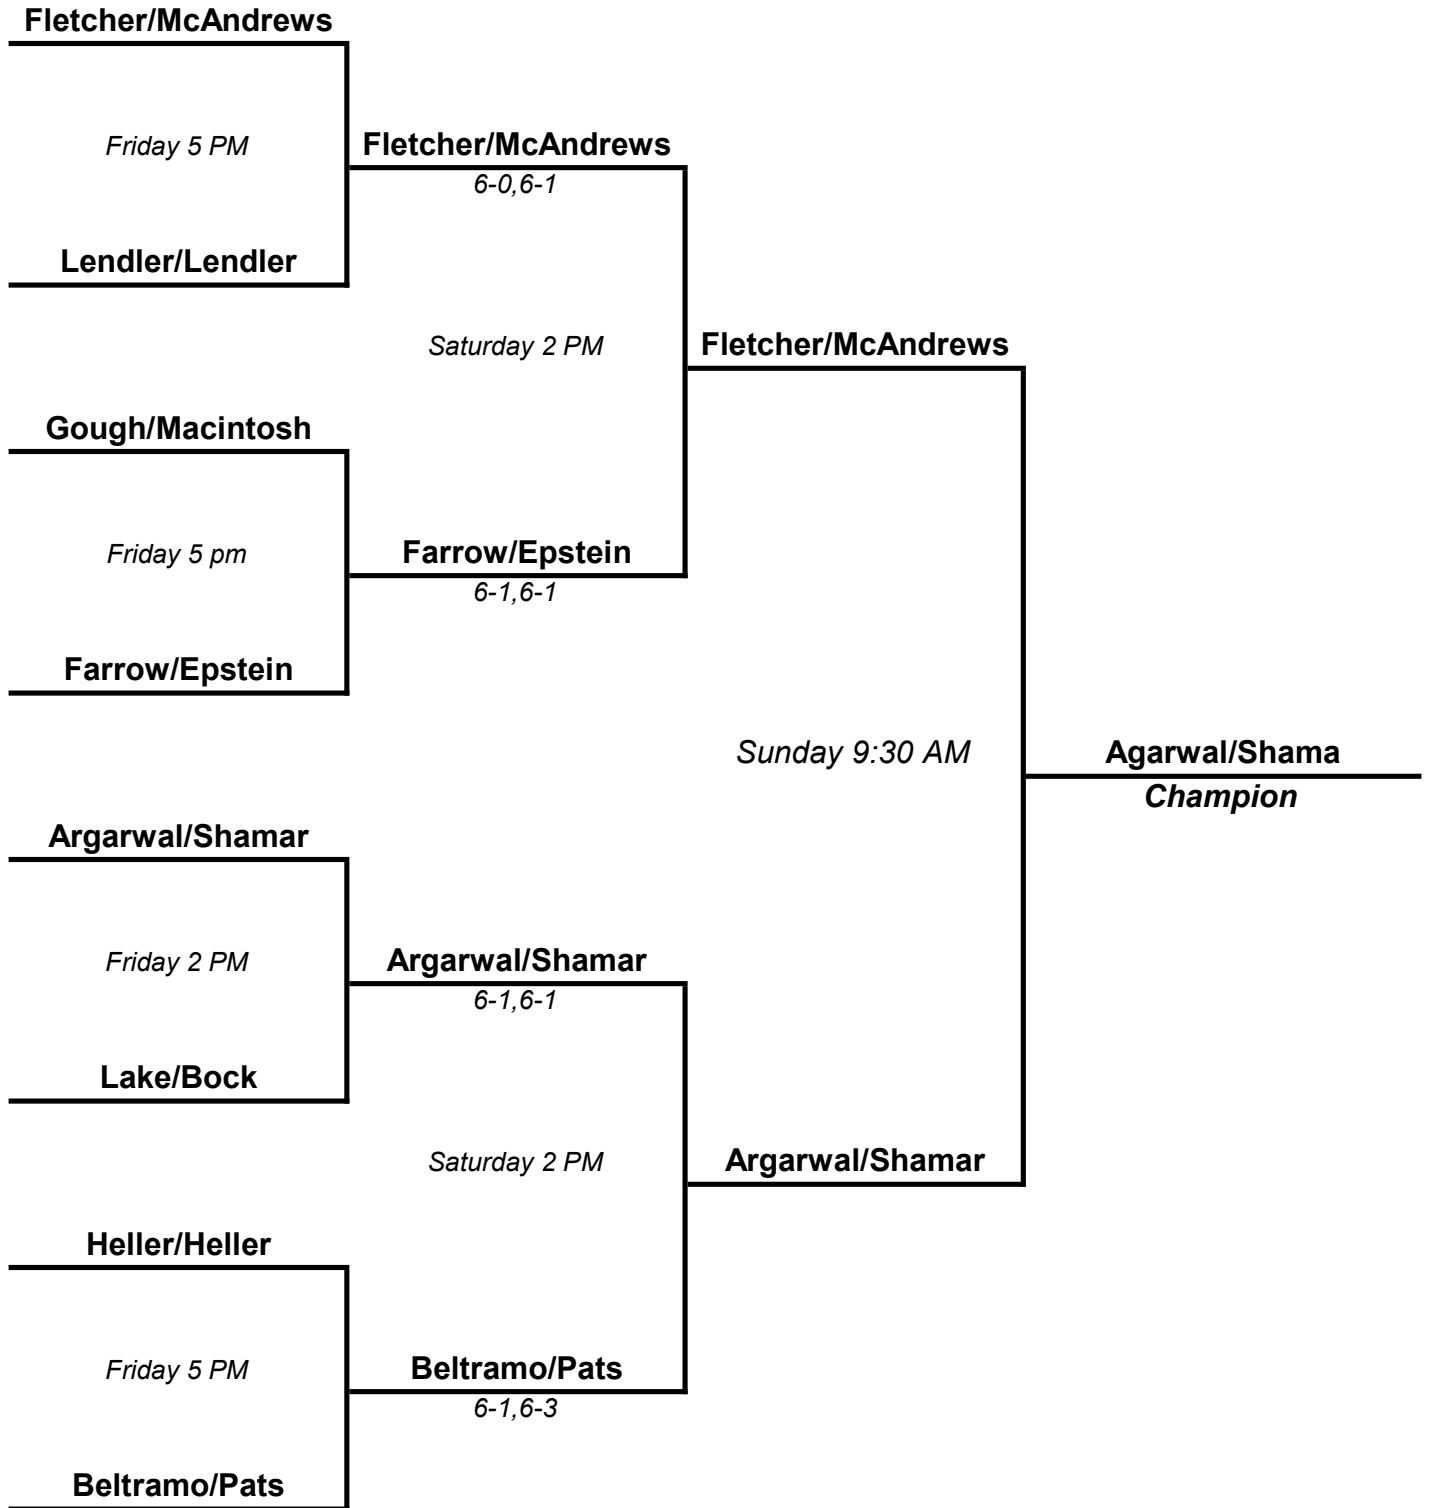 Fletcher/McAndrews
Friday 5 PM
Fletcher/McAndrews
6-0,6-1
Lendler/Lendler
Saturday 2 PM
Fletcher/McAndrews
Gough/Macintosh
Friday 5 pm
Farrow/Epstein
6-1,6-1
Farrow/Epstein
Sunday 9:30 AM
Agarwal/Shama
Champion
Argarwal/Shamar
Friday 2 PM
Argarwal/Shamar
6-1,6-1
Lake/Bock
Saturday 2 PM
Argarwal/Shamar
Heller/Heller
Friday 5 PM
Beltramo/Pats
6-1,6-3
Beltramo/Pats